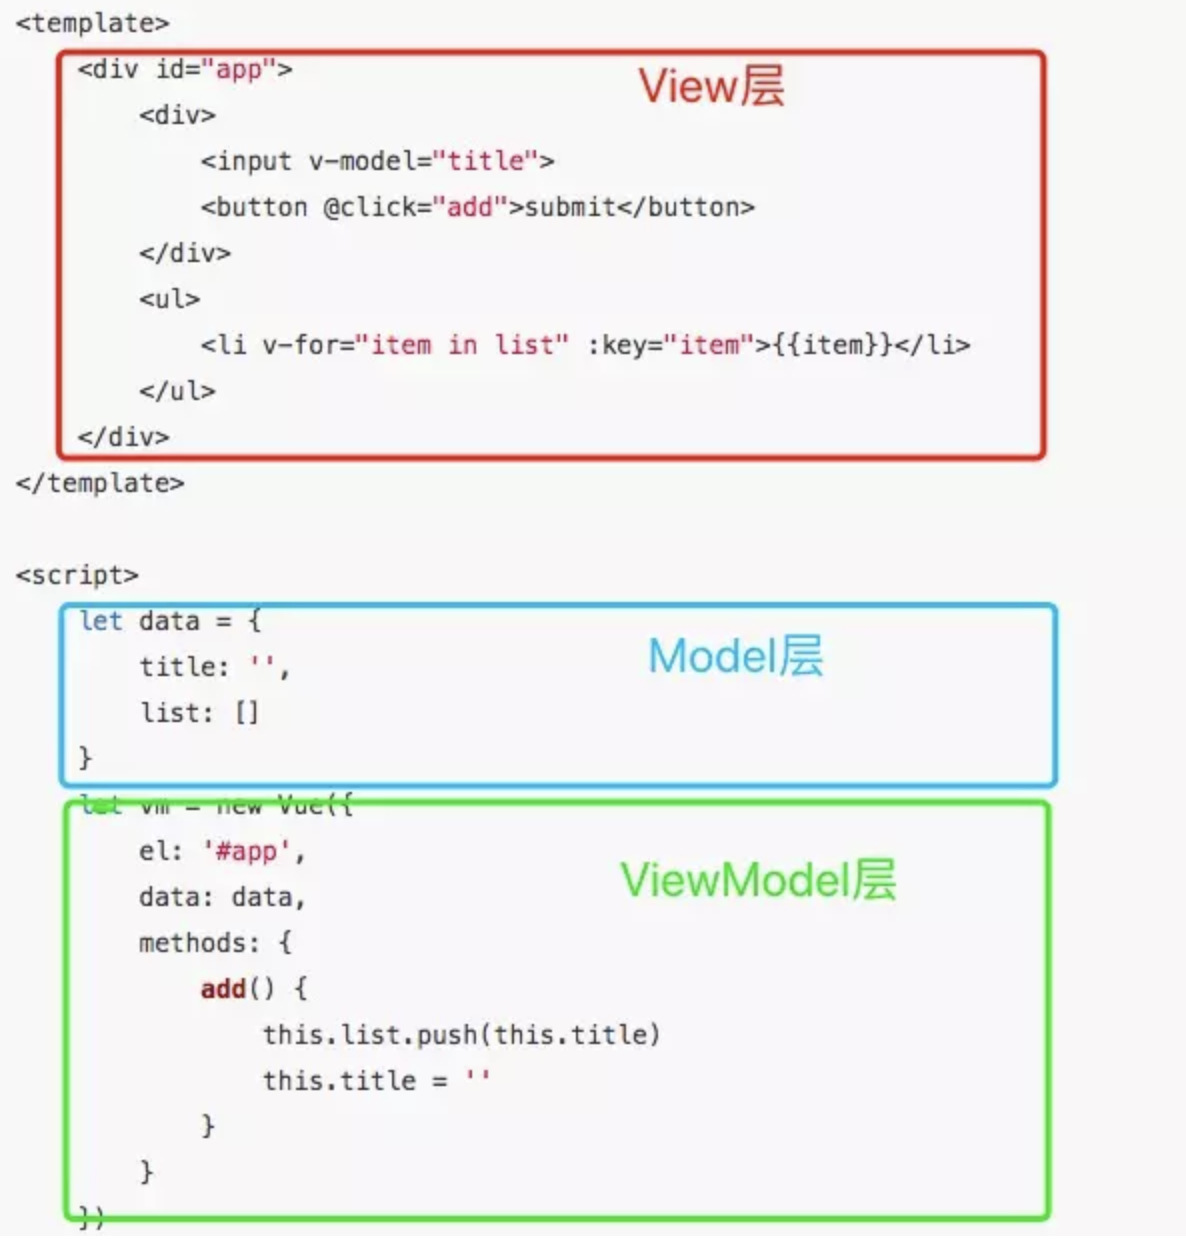 <template>
<div id="app">
View层
<div>
<input v-model="title">
<button @click="add">submit</button>
</div>
<ul>
<li v-for="item in list" :key="item">{{item}}</li>
</ul>
</div>
</template>
<script>
let data = {
title: '',
Model层
list: []
}
let vm = new Vue({
el: '#app',
ViewModel层
data: data,
methods: {
add() {
this.list.push(this.title)
this.title = ''
}
}
})